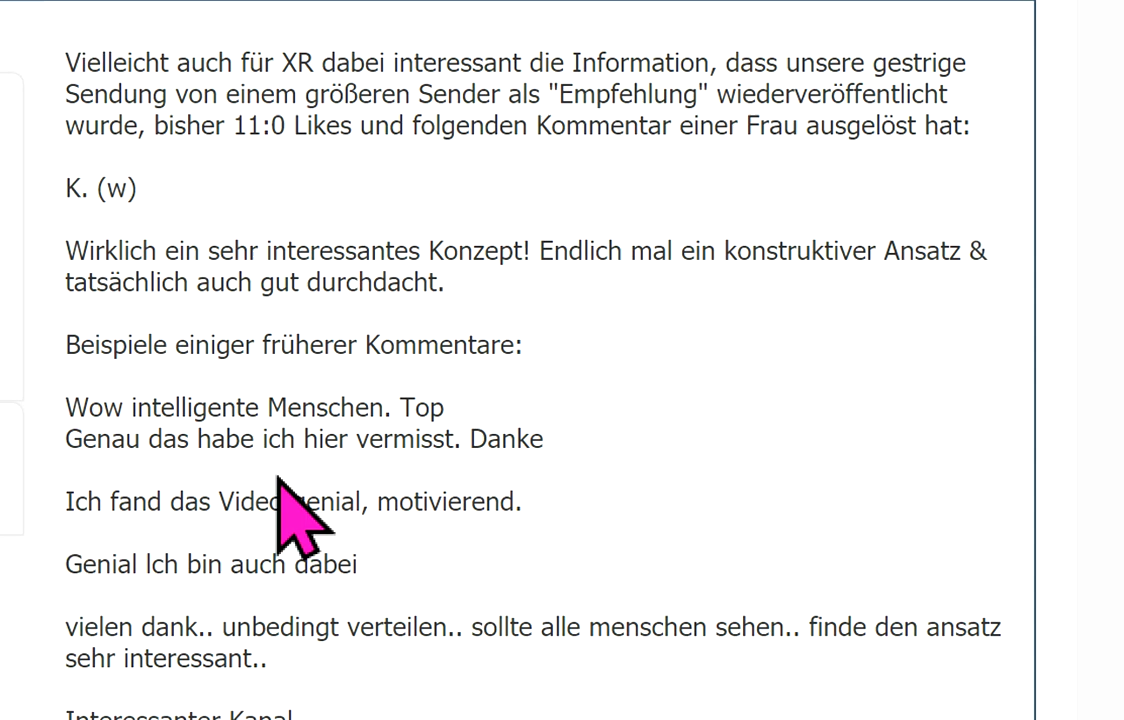 Vielleicht auch für XR dabei interessant die Information, dass unsere gestrige
Sendung von einem größeren Sender als "Empfehlung" wiederveröffentlicht
wurde, bisher 11:0 Likes und folgenden Kommentar einer Frau ausgelöst hat:
K. (w)
Wirklich ein sehr interessantes Konzept! Endlich mal ein konstruktiver Ansatz &
tatsächlich auch gut durchdacht.
Beispiele einiger früherer Kommentare:
Wow intelligente Menschen. Top
Genau das habe ich hier vermisst. Danke
Ich fand das Video genial, motivierend.
Genial Ich bin auch dabei
vielen dank.. unbedingt verteilen.. sollte alle menschen sehen.. finde den ansatz
sehr interessant..
Interessanter Kanal